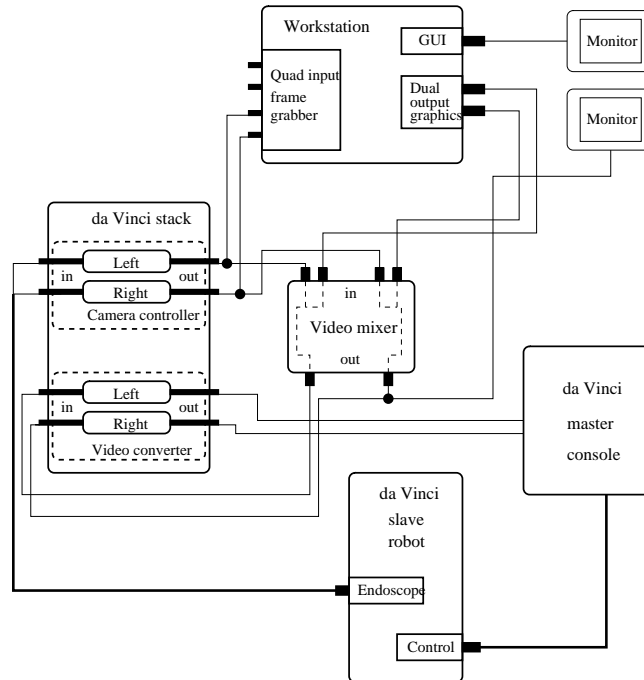 Workstation
GUI
Monitor
Quad input
frame
grabber
Dual
output
graphics
Monitor
da Vinci stack
Left
in
out
Right
Camera controller
in
Video mixer
out
Left
in
out
Right
Video converter
da Vinci
master
console
da Vinci
slave
robot
Endoscope
Control